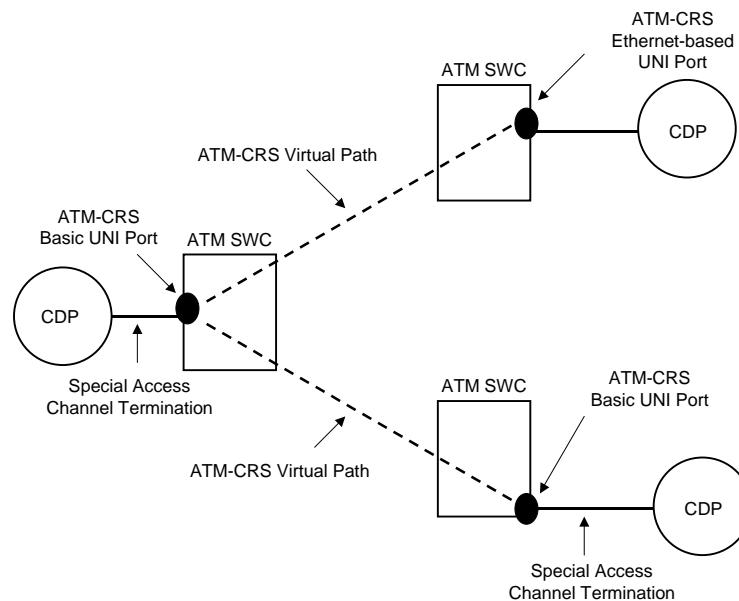 ATM-CRS
Ethernet-based
UNI Port
ATM SWC
CDP
ATM-CRS Virtual Path
ATM-CRS
Basic UNI Port
ATM SWC
CDP
Special Access
Channel Termination
ATM-CRS Virtual Path
ATM SWC
ATM-CRS
Basic UNI Port
CDP
Special Access
Channel Termination